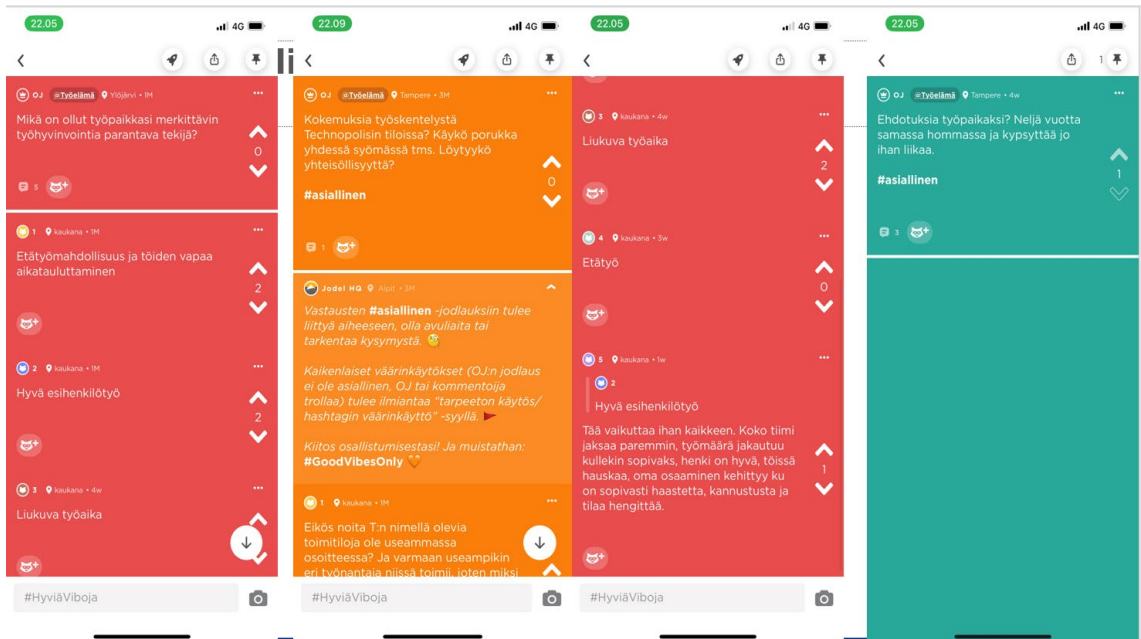 22.05
4G
OJ @Työelämä Ylöjärvi • 1M
Mikä on ollut työpaikkasi merkittävin
työhyvinvointia parantava tekijä?
0
5
1 kaukana • 1M
Etätyömahdollisuus ja töiden vapaa
aikatauluttaminen
2
2 kaukana • 1M
Hyvä esihenkilötyö
2
3 kaukana • 4w
Liukuva työaika
#HyviäViboja
li
22.09
4G
OJ @Työelämä Tampere • 3M
Kokemuksia työskentelystä
Technopolisin tiloissa? Käykö porukka
yhdessä syömässä tms. Löytyykö
yhteisöllisyyttä?
0
#asiallinen
1
Jodel HQ Alpit • 3M
Vastausten #asiallinen -jodlauksiin tulee
liittyä aiheeseen, olla avuliaita tai
tarkentaa kysymystä.
Kaikenlaiset väärinkäytökset (OJ:n jodlaus
ei ole asiallinen, OJ tai kommentoija
trollaa) tulee ilmiantaa "tarpeeton käytös/
hashtagin väärinkäyttö" -syyllä.
Kiitos osallistumisestasi! Ja muistathan:
#GoodVibesOnly
1 kaukana • 1M
Eikös noita T:n nimellä olevia
toimitiloja ole useammassa
osoitteessa? Ja varmaan useampikin
eri työnantaja niissä toimii, joten miksi
#HyviäViboja
22.05
4G
3 kaukana • 4w
Liukuva työaika
2
4 kaukana • 3w
Etätyö
0
5 kaukana • 1w
2
Hyvä esihenkilötyö
Tää vaikuttaa ihan kaikkeen. Koko tiimi
jaksaa paremmin, työmäärä jakautuu
kullekin sopivaks, henki on hyvä, töissä
hauskaa, oma osaaminen kehittyy ku
on sopivasti haastetta, kannustusta ja
tilaa hengittää.
1
#HyviäViboja
22.05
4G
1
OJ @Työelämä Tampere • 4w
Ehdotuksia työpaikaksi? Neljä vuotta
samassa hommassa ja kypsyttää jo
ihan liikaa.
1
#asiallinen
3